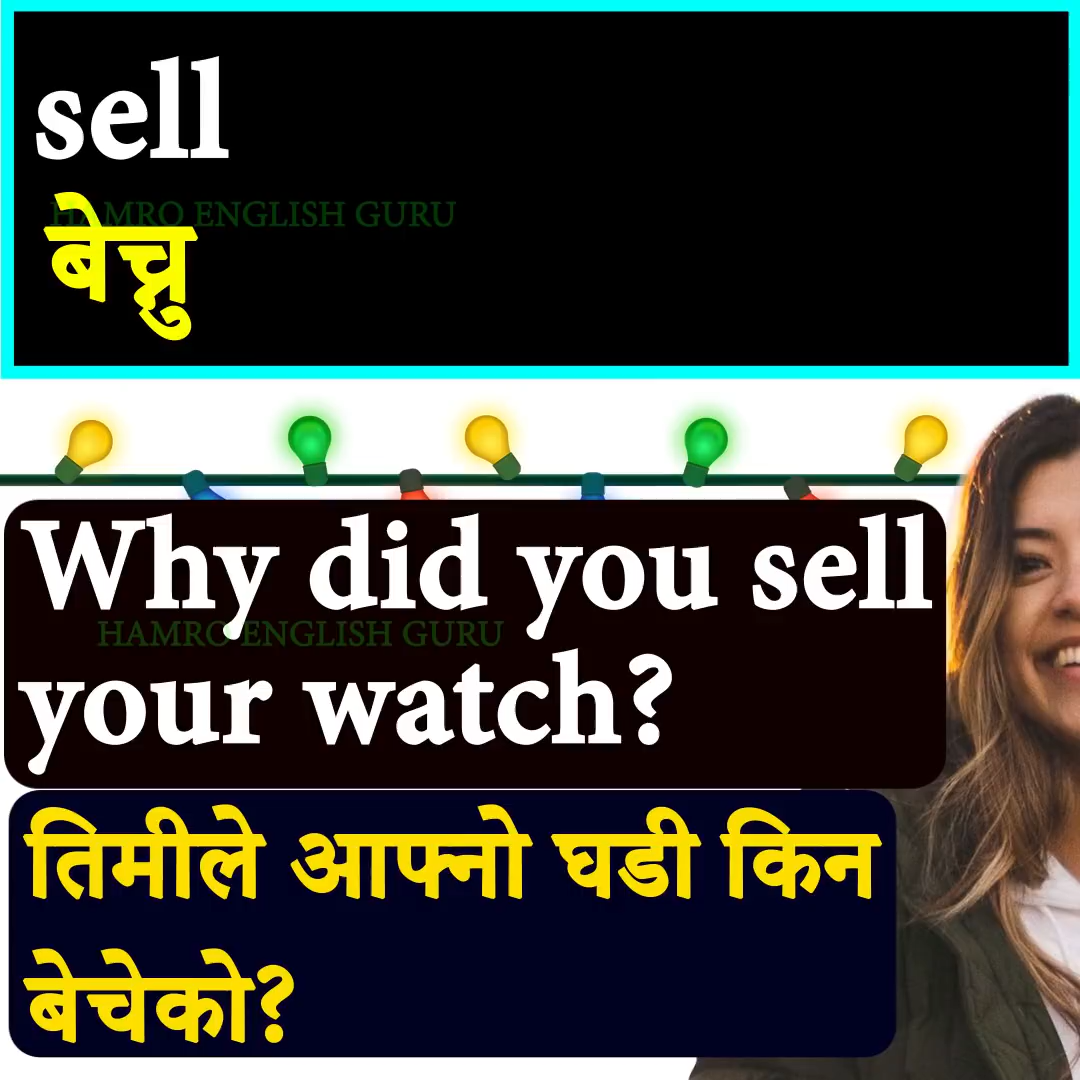 sell
HAMRO ENGLISH GURU
बेच्नु
Why did you sell
HAMRO ENGLISH GURU
your watch?
तिमीले आफ्नो घडी किन
बेचेको?